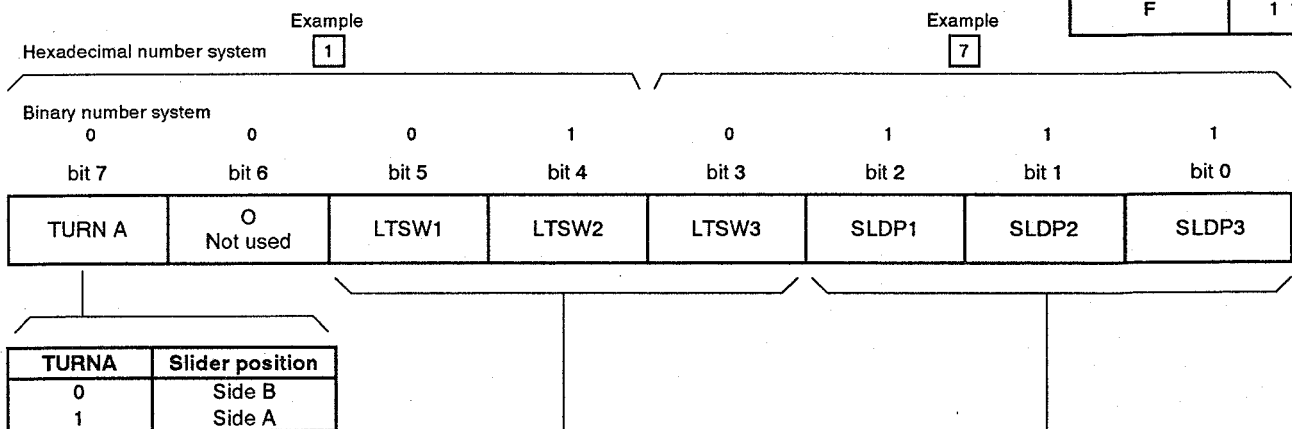 F 1
Example Example
Hexadecimal number system 1 7
Binary number system
0 0 0 1 0 1 1 1
bit 7 bit 6 bit 5 bit 4 bit 3 bit 2 bit 1 bit 0
TURN A O Not used LTSW1 LTSW2 LTSW3 SLDP1 SLDP2 SLDP3
TURNA Slider position
0 Side B
1 Side A